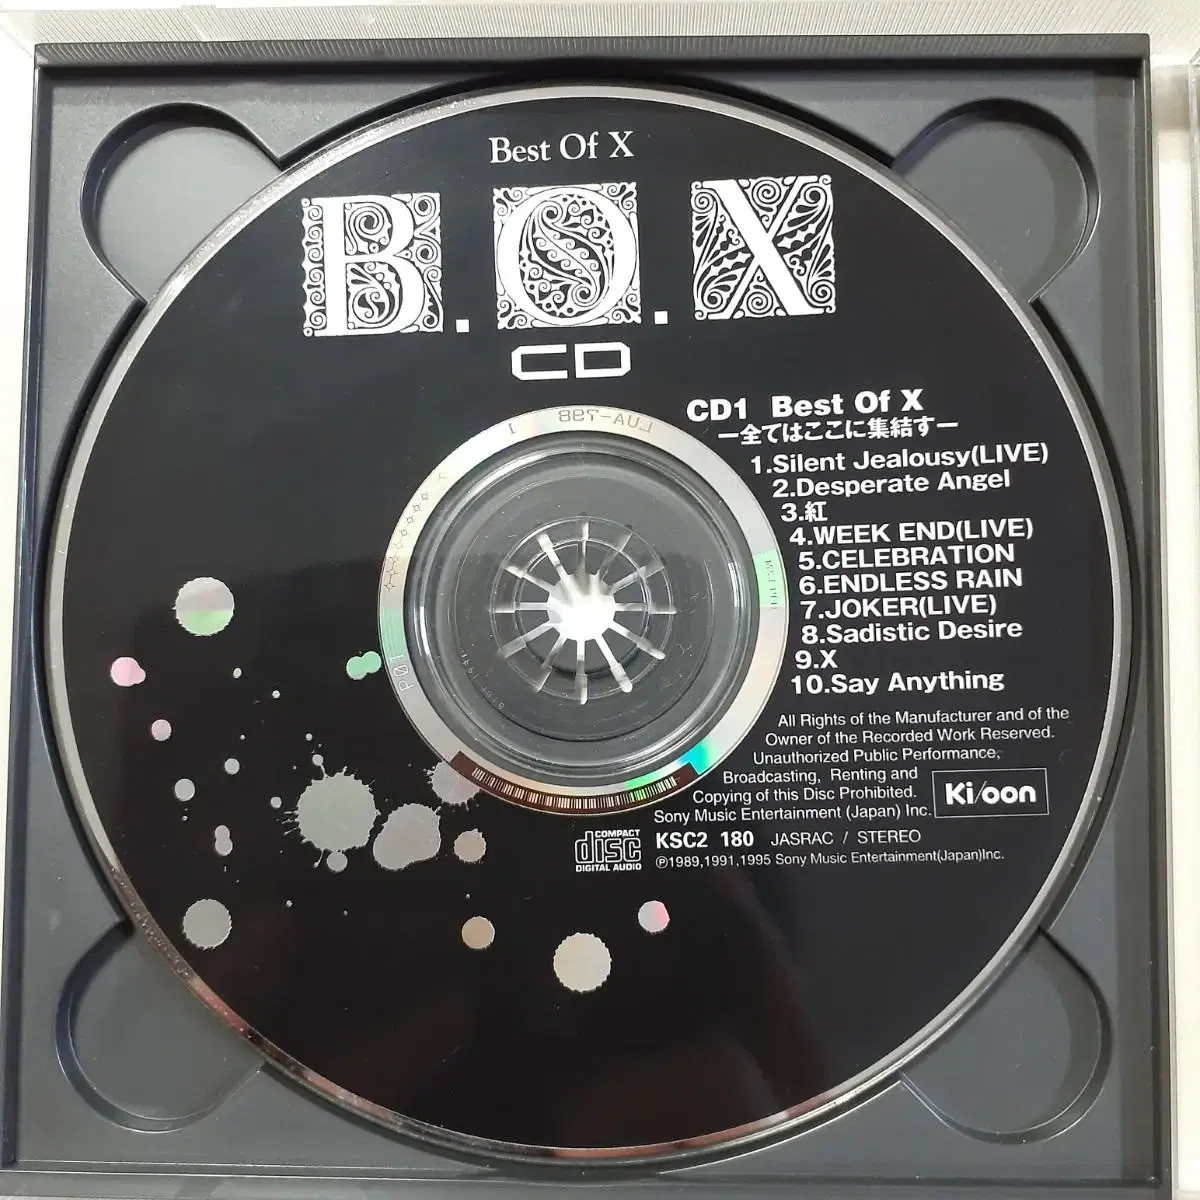 Best Of X
B.O.X
CD
CD1 Best Of X
ー全てはここに集結すー
1.Silent Jealousy(LIVE)
2.Desperate Angel
3.紅
4.WEEK END(LIVE)
5.CELEBRATION
6.ENDLESS RAIN
7.JOKER(LIVE)
8.Sadistic Desire
9.X
10.Say Anything
All Rights of the Manufacturer and of the
Owner of the Recorded Work Reserved.
Unauthorized Public Performance,
Broadcasting, Renting and
Copying of this Disc Prohibited.
Sony Music Entertainment (Japan) Inc.
Ki/oon
COMPACT
disc
DIGITAL AUDIO
KSC2 180 JASRAC / STEREO
℗1989,1991,1995 Sony Music Entertainment(Japan)Inc.
LUA-798
1
P01